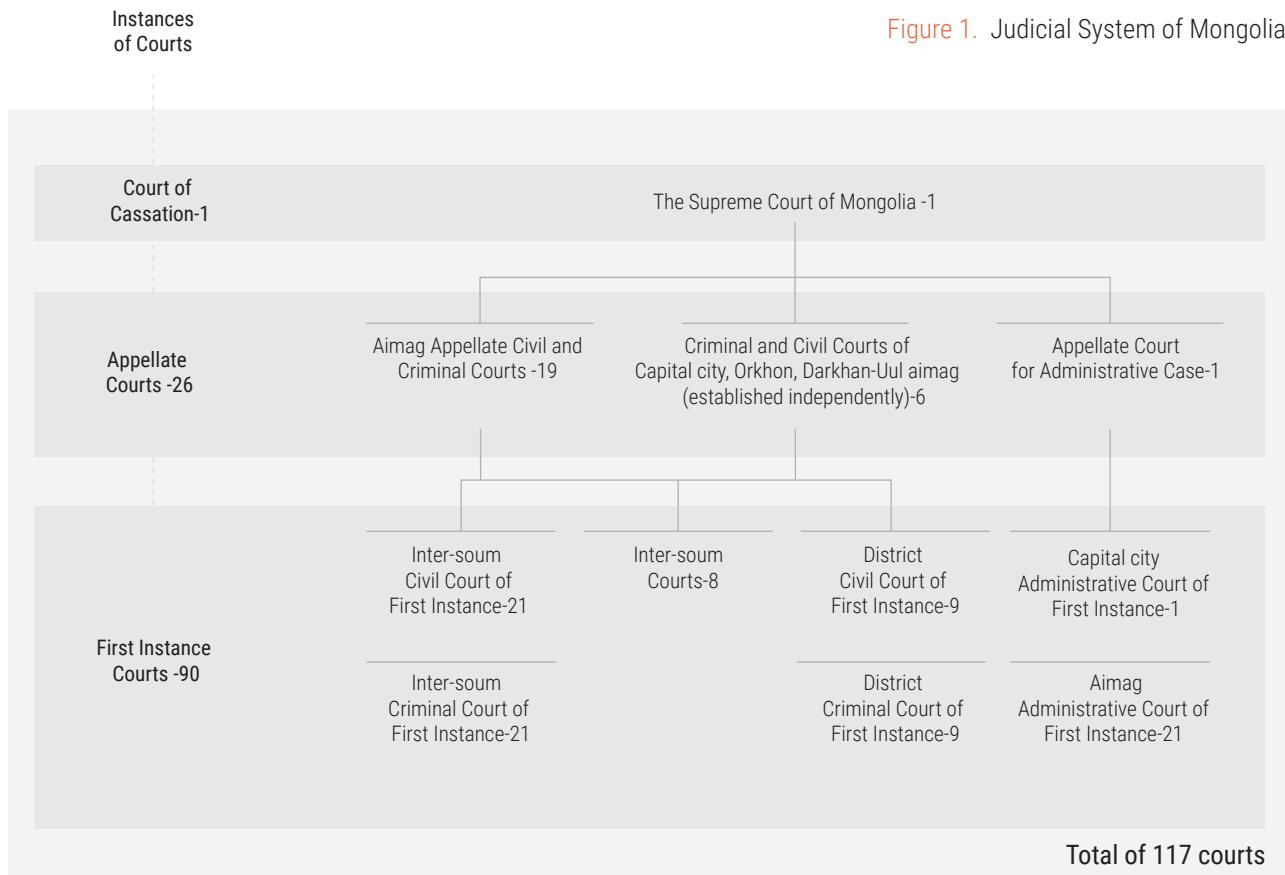 Instances
of Courts
Figure 1. Judicial System of Mongolia
Court of
Cassation-1
The Supreme Court of Mongolia -1
Appellate
Courts -26
Aimag Appellate Civil and
Criminal Courts -19
Criminal and Civil Courts of
Capital city, Orkhon, Darkhan-Uul aimag
(established independently)-6
Appellate Court
for Administrative Case-1
First Instance
Courts -90
Inter-soum
Civil Court of
First Instance-21
Inter-soum
Courts-8
District
Civil Court of
First Instance-9
Capital city
Administrative Court of
First Instance-1
Inter-soum
Criminal Court of
First Instance-21
District
Criminal Court of
First Instance-9
Aimag
Administrative Court of
First Instance-21
Total of 117 courts